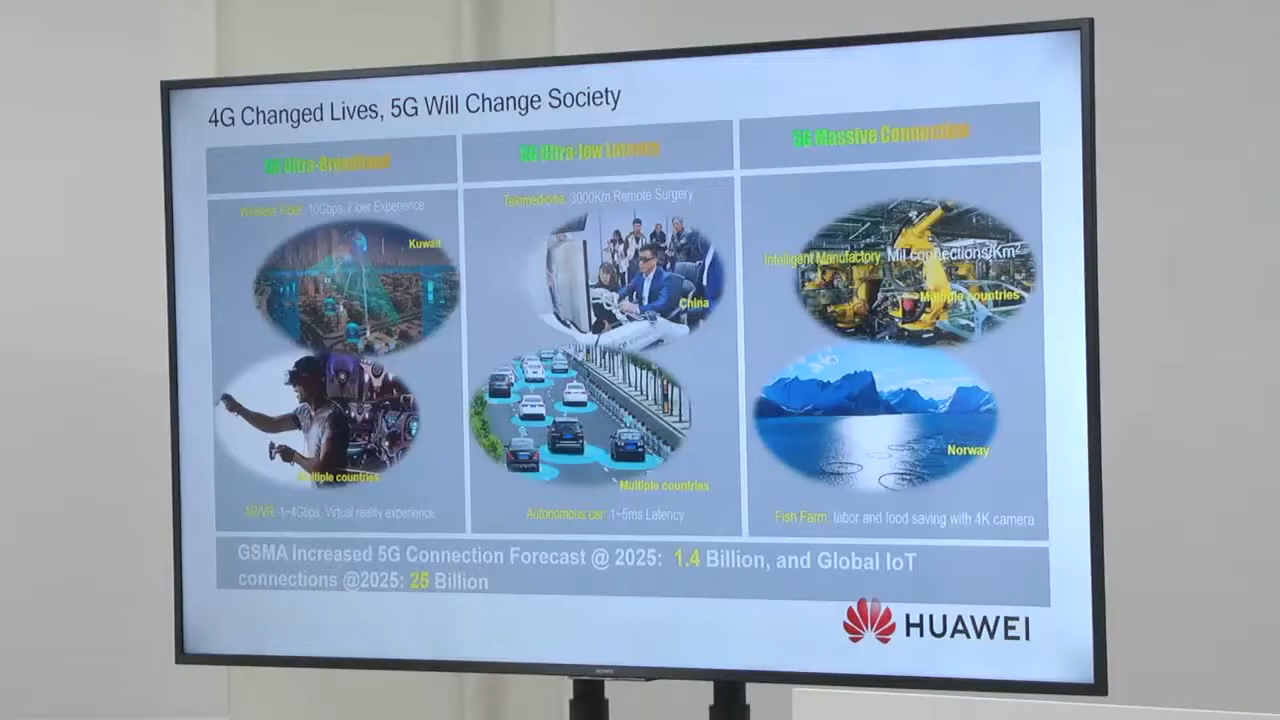 4G Changed Lives, 5G Will Change Society
5G Ultra-Broadband
Wireless Fiber: 10Gbps, Fiber Experience
Kuwait
Multiple countries
AR/VR: 1~4Gbps, Virtual reality experience
5G Ultra-low Latency
Telemedicine: 3000Km Remote Surgery
China
Multiple countries
Autonomous car: 1~5ms Latency
5G Massive Connection
Intelligent Manufactory: Mil connections/Km²
Multiple countries
Norway
Fish Farm: labor and food saving with 4K camera
GSMA Increased 5G Connection Forecast @ 2025: 1.4 Billion, and Global IoT
connections @2025: 25 Billion
HUAWEI
SONY